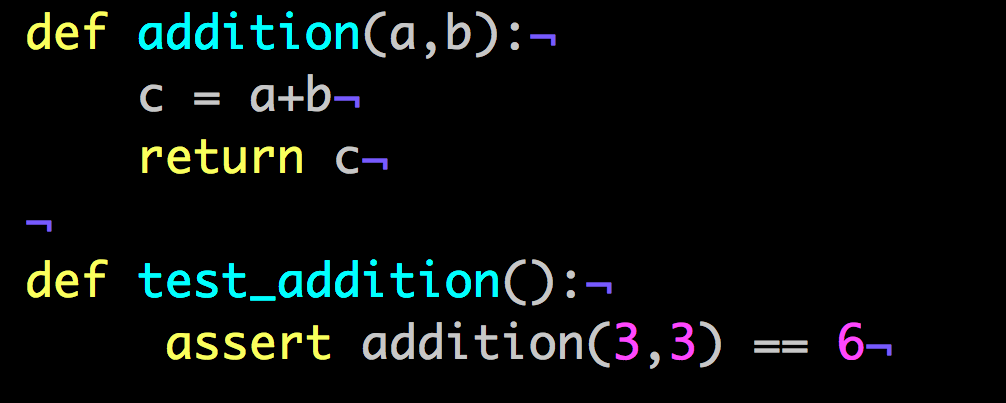 def addition(a,b):¬
    c = a+b¬
    return c¬
¬
def test_addition():¬
     assert addition(3,3) == 6¬